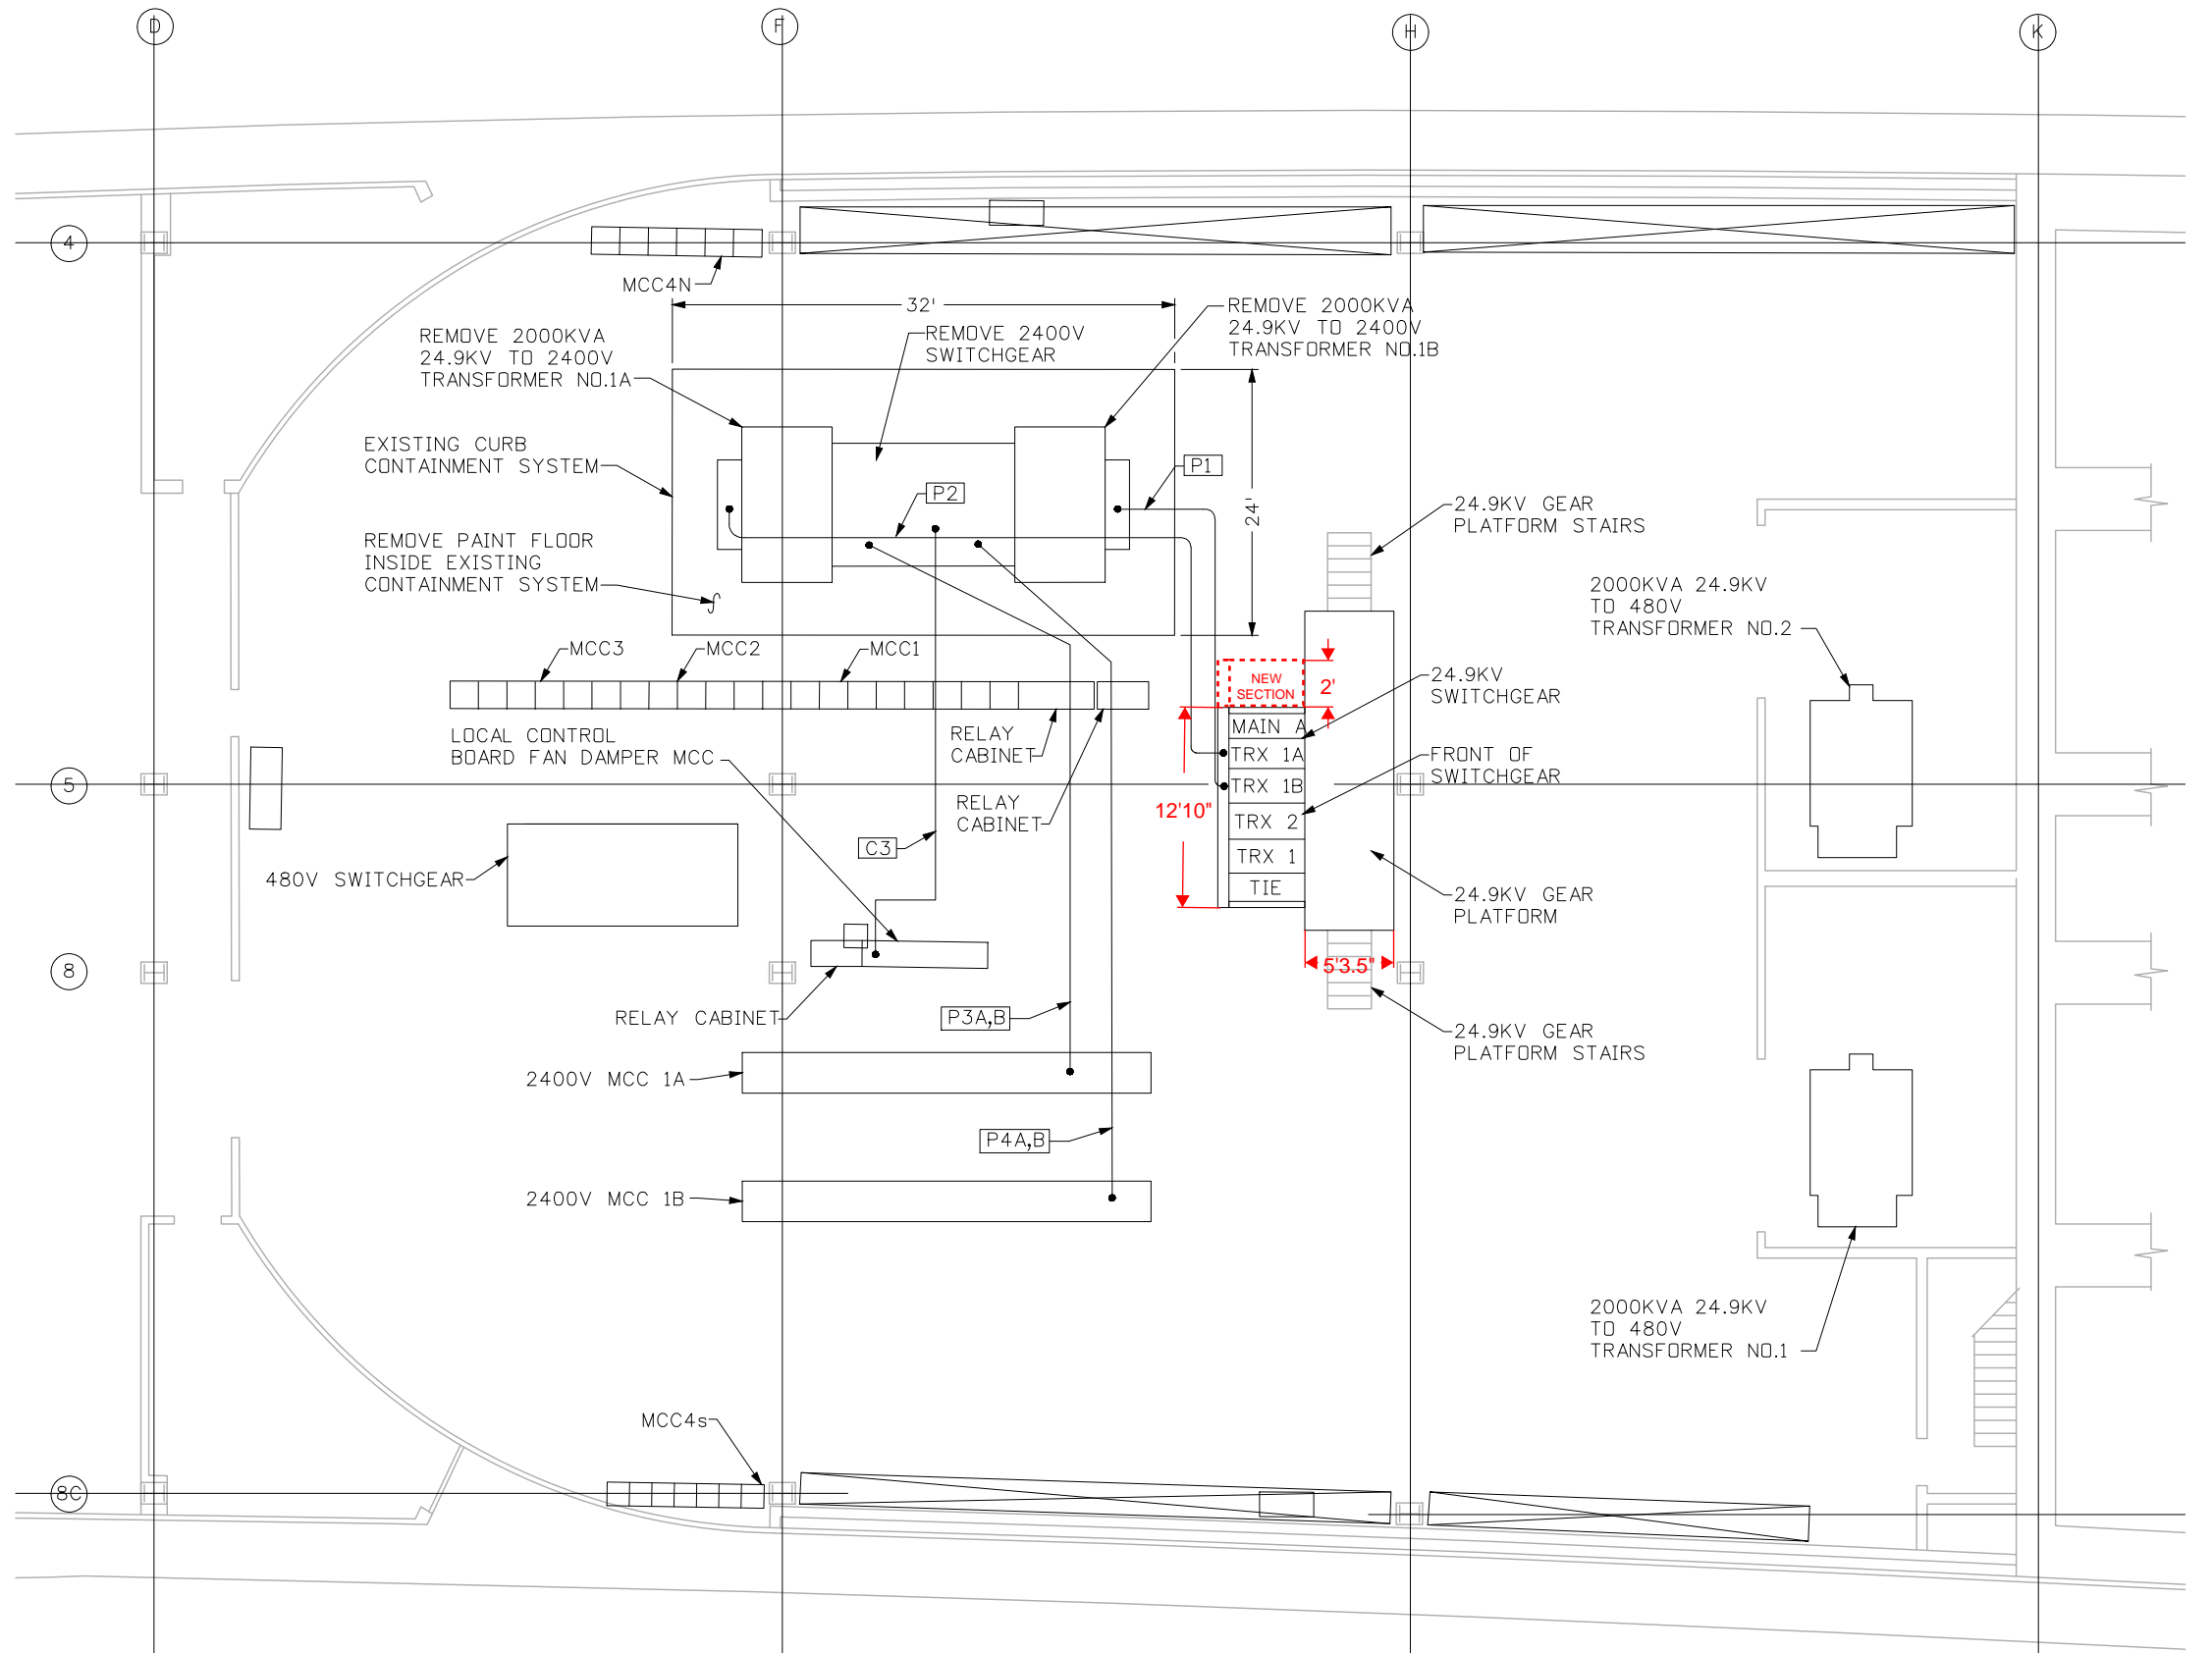 D
F
H
K
4
MCC4N
32'
REMOVE 2000KVA
24.9KV TO 2400V
TRANSFORMER NO.1A
REMOVE 2400V
SWITCHGEAR
REMOVE 2000KVA
24.9KV TO 2400V
TRANSFORMER NO.1B
EXISTING CURB
CONTAINMENT SYSTEM
P1
P2
24'
24.9KV GEAR
PLATFORM STAIRS
REMOVE PAINT FLOOR
INSIDE EXISTING
CONTAINMENT SYSTEM
2000KVA 24.9KV
TO 480V
TRANSFORMER NO.2
MCC3
MCC2
MCC1
NEW
SECTION
2'
24.9KV
SWITCHGEAR
LOCAL CONTROL
BOARD FAN DAMPER MCC
RELAY
CABINET
MAIN A
TRX 1A
TRX 1B
TRX 2
TRX 1
TIE
FRONT OF
SWITCHGEAR
5
12'10"
RELAY
CABINET
C3
480V SWITCHGEAR
24.9KV GEAR
PLATFORM
8
5'3.5"
RELAY CABINET
P3A,B
24.9KV GEAR
PLATFORM STAIRS
2400V MCC 1A
P4A,B
2400V MCC 1B
2000KVA 24.9KV
TO 480V
TRANSFORMER NO.1
MCC4s
8C